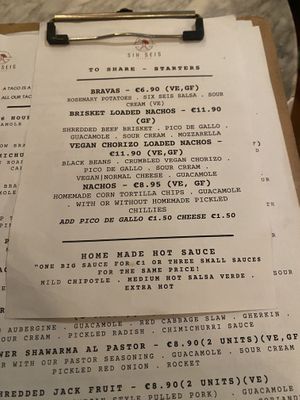 SIN SEIS
TO SHARE - STARTERS
BRAVAS - €6.90 (VE,GF)
ROSEMARY POTATOES . SIX SEIS SALSA . SOUR
CREAM (VE)
BRISKET LOADED NACHOS - €11.90
(GF)
SHREDDED BEEF BRISKET . PICO DE GALLO .
GUACAMOLE . SOUR CREAM . MOZZARELLA
VEGAN CHORIZO LOADED NACHOS -
€11.90 (VE,GF)
BLACK BEANS . CRUMBLED VEGAN CHORIZO .
PICO DE GALLO . SOUR CREAM .
VEGAN|NORMAL CHEESE . GUACAMOLE
NACHOS - €8.95 (VE, GF)
HOMEMADE CORN TORTILLA CHIPS . GUACAMOLE
. WITH OR WITHOUT HOMEMADE PICKLED
CHILLIES
ADD PICO DE GALLO €1.50 CHEESE €1.50
HOME MADE HOT SAUCE
"ONE BIG SAUCE FOR €1 OR THREE SMALL SAUCES
FOR THE SAME PRICE!
MILD CHIPOTLE . MEDIUM HOT SALSA VERDE .
EXTRA HOT
AUBERGINE . GUACAMOLE . RED CABBAGE SLAW . GHERKIN .
SOUR CREAM . PICKLED RADISH . CHIMICHURRI SAUCE
WER SHAWARMA AL PASTOR - €8.90(2 UNITS)(VE,GF
R WITH OUR PASTOR SEASONING . GUACAMOLE . SOUR CREAM
PICKLED RED ONION . ROCKET
HREDDED JACK FRUIT - €8.90(2 UNITS)(VE)